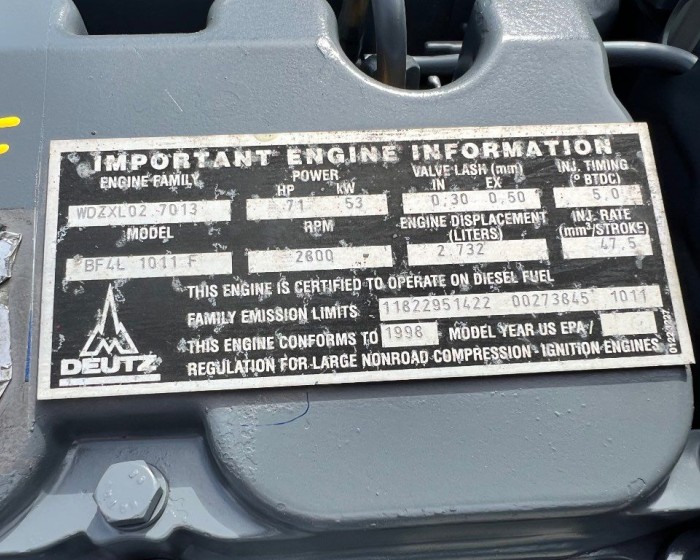 IMPORTANT ENGINE INFORMATION
ENGINE FAMILY POWER VALVE LASH (mm) INJ. TIMING
HP KW IN EX (° BTDC)
WDZXL02.7013 71 53 0,30 0,50 5,0
MODEL RPM ENGINE DISPLACEMENT INJ. RATE
(LITERS) (mm³/STROKE)
BF4L 1011 F 2800 2.732 47,5
THIS ENGINE IS CERTIFIED TO OPERATE ON DIESEL FUEL
FAMILY EMISSION LIMITS 11822951422 00273645 1011
THIS ENGINE CONFORMS TO 1998 MODEL YEAR US EPA /
REGULATION FOR LARGE NONROAD COMPRESSION-IGNITION ENGINES
DEUTZ